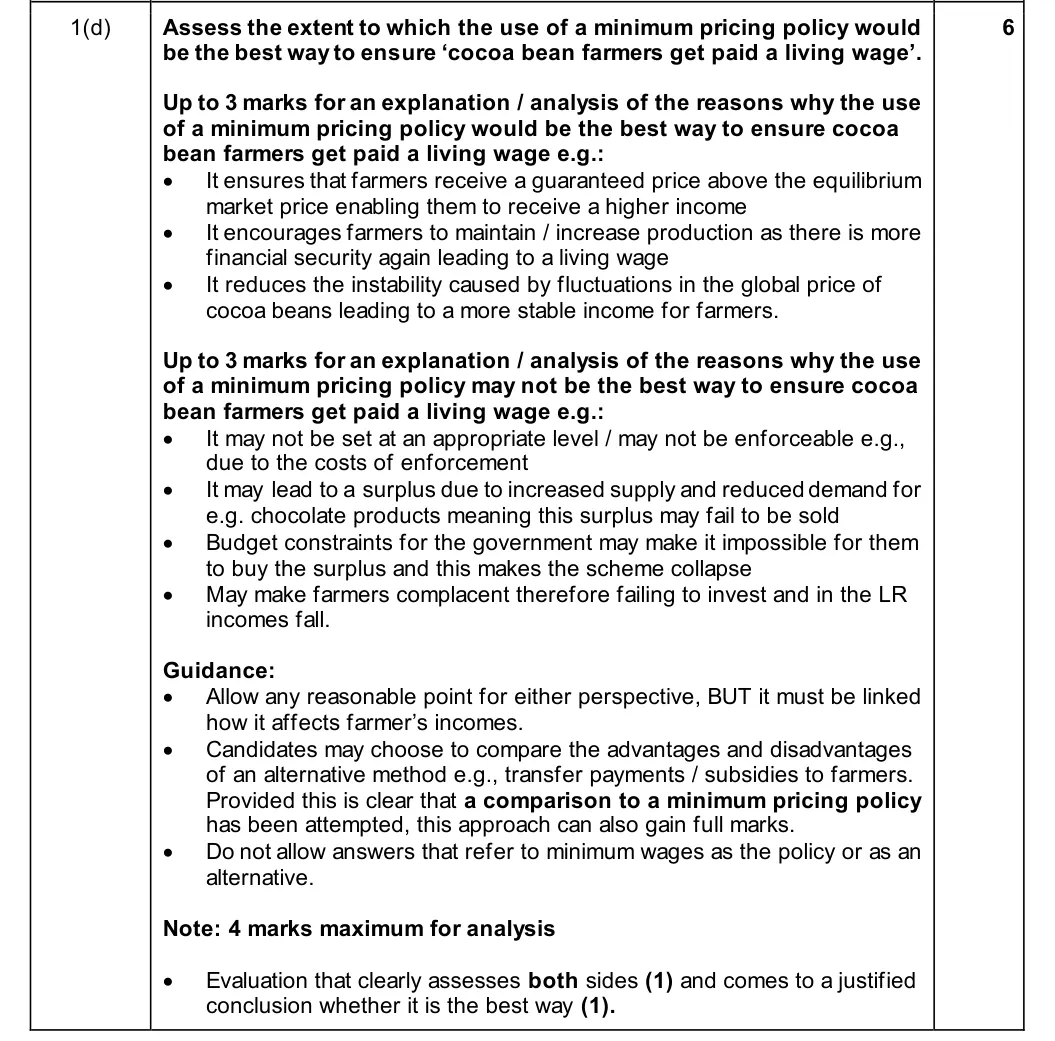 1(d)
Assess the extent to which the use of a minimum pricing policy would
be the best way to ensure ‘cocoa bean farmers get paid a living wage’.
6
Up to 3 marks for an explanation / analysis of the reasons why the use
of a minimum pricing policy would be the best way to ensure cocoa
bean farmers get paid a living wage e.g.:
• It ensures that farmers receive a guaranteed price above the equilibrium
market price enabling them to receive a higher income
• It encourages farmers to maintain / increase production as there is more
financial security again leading to a living wage
• It reduces the instability caused by fluctuations in the global price of
cocoa beans leading to a more stable income for farmers.
Up to 3 marks for an explanation / analysis of the reasons why the use
of a minimum pricing policy may not be the best way to ensure cocoa
bean farmers get paid a living wage e.g.:
• It may not be set at an appropriate level / may not be enforceable e.g.,
due to the costs of enforcement
• It may lead to a surplus due to increased supply and reduced demand for
e.g. chocolate products meaning this surplus may fail to be sold
• Budget constraints for the government may make it impossible for them
to buy the surplus and this makes the scheme collapse
• May make farmers complacent therefore failing to invest and in the LR
incomes fall.
Guidance:
• Allow any reasonable point for either perspective, BUT it must be linked
how it affects farmer’s incomes.
• Candidates may choose to compare the advantages and disadvantages
of an alternative method e.g., transfer payments / subsidies to farmers.
Provided this is clear that a comparison to a minimum pricing policy
has been attempted, this approach can also gain full marks.
• Do not allow answers that refer to minimum wages as the policy or as an
alternative.
Note: 4 marks maximum for analysis
• Evaluation that clearly assesses both sides (1) and comes to a justified
conclusion whether it is the best way (1).